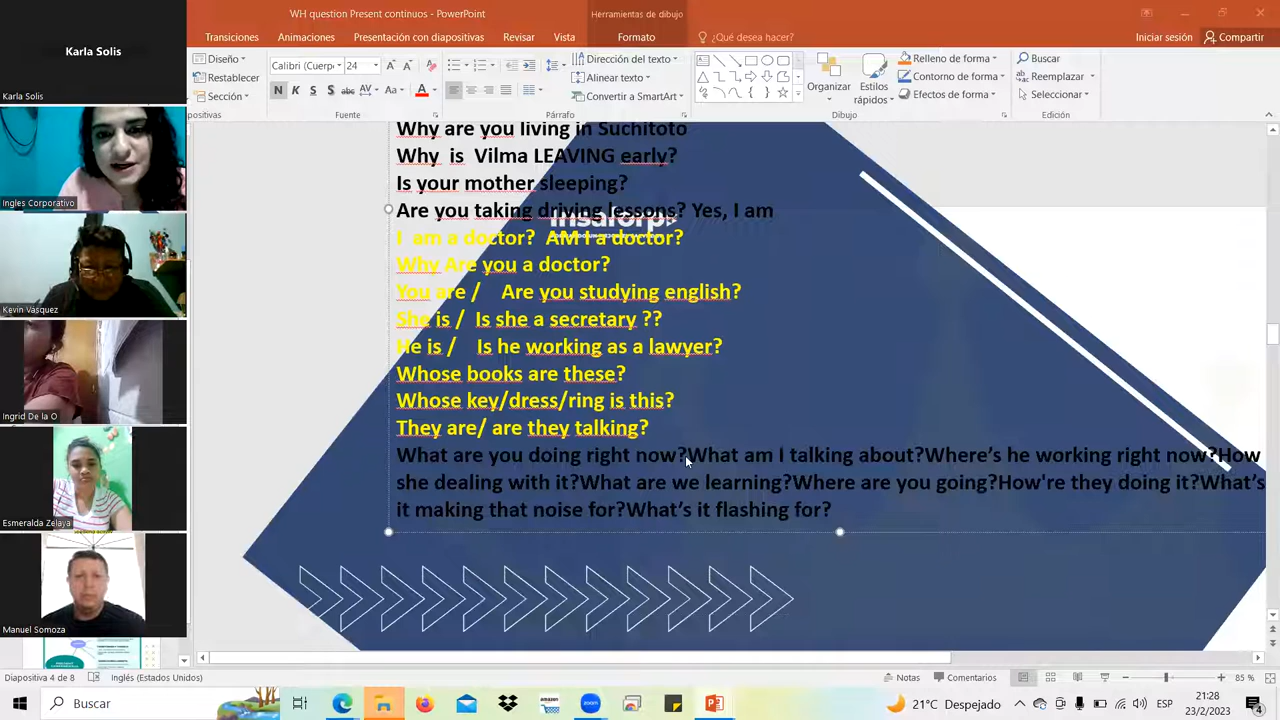 WH question Present continuos - PowerPoint
Herramientas de dibujo
Transiciones
Animaciones
Presentación con diapositivas
Revisar
Vista
Formato
¿Qué desea hacer?
Iniciar sesión
Compartir
Diseño
Restablecer
Sección
Calibri (Cuerp
24
N
K
S
S
abc
AV
Aa
A
Dirección del texto
Alinear texto
Convertir a SmartArt
Organizar
Estilos
rápidos
Relleno de forma
Contorno de forma
Efectos de forma
Buscar
Reemplazar
Seleccionar
positivas
Fuente
Párrafo
Dibujo
Edición
Karla Solis
Karla Solis
Ingles Corporativo
Kevin Vásquez
Ingrid De la O
Esmeralda Zelaya
Manuel Somoza
Why are you living in Suchitoto
Why is Vilma LEAVING early?
Is your mother sleeping?
Are you taking driving lessons? Yes, I am
insaforp
I am a doctor? AM I a doctor?
Why Are you a doctor?
You are / Are you studying english?
She is / Is she a secretary ??
He is / Is he working as a lawyer?
Whose books are these?
Whose key/dress/ring is this?
They are/ are they talking?
What are you doing right now?What am I talking about?Where’s he working right now?How
she dealing with it?What are we learning?Where are you going?How're they doing it?What’s
it making that noise for?What’s it flashing for?
Diapositiva 4 de 8
Inglés (Estados Unidos)
Notas
Comentarios
85 %
Buscar
amazon
zoom
21°C Despejado
ESP
21:28
23/2/2023
4